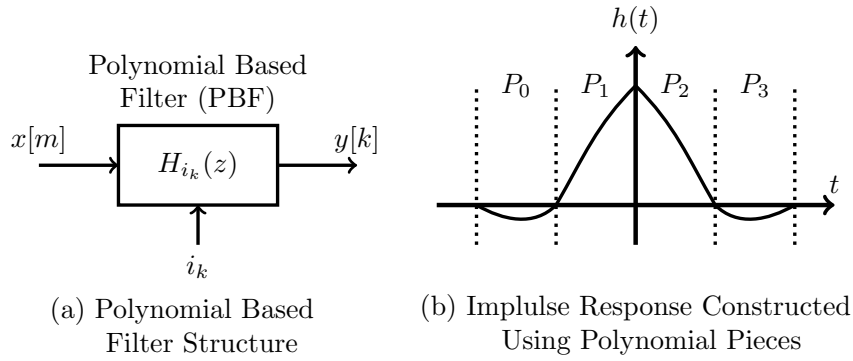 Polynomial Based
Filter (PBF)
x[m]
H_{i_k}(z)
y[k]
i_k
(a) Polynomial Based
Filter Structure
h(t)
P_0
P_1
P_2
P_3
t
(b) Implulse Response Constructed
Using Polynomial Pieces